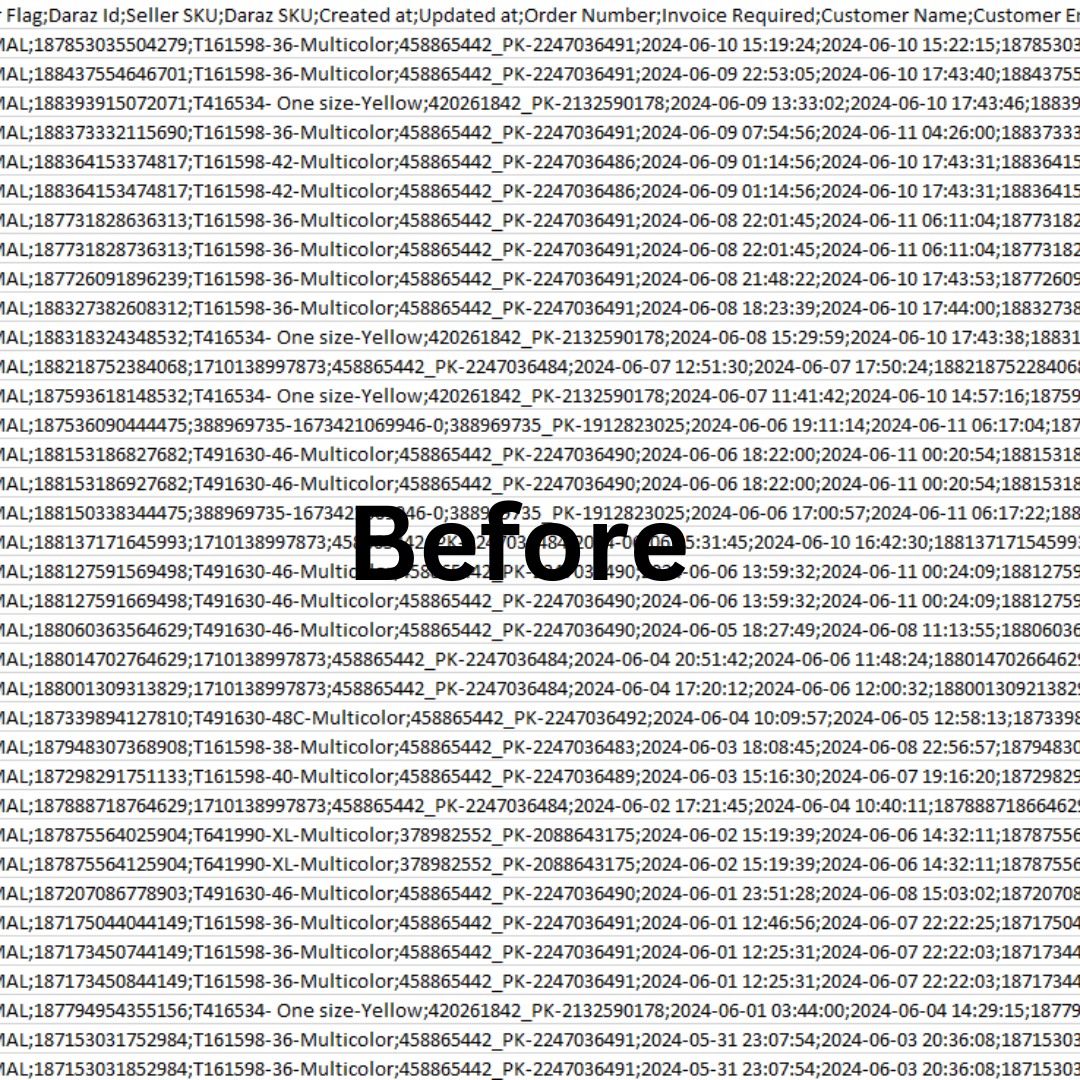 Flag;Daraz Id;Seller SKU;Daraz SKU;Created at;Updated at;Order Number;Invoice Required;Customer Name;Customer
MAL;187853035504279;T161598-36-Multicolor;458865442_PK-2247036491;2024-06-10 15:19:24;2024-06-10 15:22:15;1878530
MAL;188437554646701;T161598-36-Multicolor;458865442_PK-2247036491;2024-06-09 22:53:05;2024-06-10 17:43:40;18843755
MAL;188393915072071;T416534- One size-Yellow;420261842_PK-2132590178;2024-06-09 13:33:02;2024-06-10 17:43:46;18839
MAL;188373332115690;T161598-36-Multicolor;458865442_PK-2247036491;2024-06-09 07:54:56;2024-06-11 04:26:00;18837333
MAL;188364153374817;T161598-42-Multicolor;458865442_PK-2247036486;2024-06-09 01:14:56;2024-06-10 17:43:31;18836415
MAL;188364153474817;T161598-42-Multicolor;458865442_PK-2247036486;2024-06-09 01:14:56;2024-06-10 17:43:31;18836415
MAL;187731828636313;T161598-36-Multicolor;458865442_PK-2247036491;2024-06-08 22:01:45;2024-06-11 06:11:04;18773182
MAL;187731828736313;T161598-36-Multicolor;458865442_PK-2247036491;2024-06-08 22:01:45;2024-06-11 06:11:04;18773182
MAL;187726091896239;T161598-36-Multicolor;458865442_PK-2247036491;2024-06-08 21:48:22;2024-06-10 17:43:53;18772609
MAL;188327382608312;T161598-36-Multicolor;458865442_PK-2247036491;2024-06-08 18:23:39;2024-06-10 17:44:00;18832738
MAL;188318324348532;T416534- One size-Yellow;420261842_PK-2132590178;2024-06-08 15:29:59;2024-06-10 17:43:38;18831
MAL;188218752384068;1710138997873;458865442_PK-2247036484;2024-06-07 12:51:30;2024-06-07 17:50:24;188218752284068
MAL;187593618148532;T416534- One size-Yellow;420261842_PK-2132590178;2024-06-07 11:41:42;2024-06-10 14:57:16;18759
MAL;187536090444475;388969735-1673421069946-0;388969735_PK-1912823025;2024-06-06 19:11:14;2024-06-11 06:17:04;187
MAL;188153186827682;T491630-46-Multicolor;458865442_PK-2247036490;2024-06-06 18:22:00;2024-06-11 00:20:54;18815318
MAL;188153186927682;T491630-46-Multicolor;458865442_PK-2247036490;2024-06-06 18:22:00;2024-06-11 00:20:54;18815318
MAL;188150338344475;388969735-_PK-1912823025;2024-06-06 17:00:57;2024-06-11 06:17:22;188
Before
MAL;188137171645993;1710138997873;2024-06-10 16:42:30;18813717154599
MAL;188127591569498;T491630-46-2024-06-06 13:59:32;2024-06-11 00:24:09;18812759
MAL;188127591669498;T491630-46-Multicolor;458865442_PK-2247036490;2024-06-06 13:59:32;2024-06-11 00:24:09;18812759
MAL;188060363564629;T491630-46-Multicolor;458865442_PK-2247036490;2024-06-05 18:27:49;2024-06-08 11:13:55;18806036
MAL;188014702764629;1710138997873;458865442_PK-2247036484;2024-06-04 20:51:42;2024-06-06 11:48:24;188014702664629
MAL;188001309313829;1710138997873;458865442_PK-2247036484;2024-06-04 17:20:12;2024-06-06 12:00:32;188001309213829
MAL;187339894127810;T491630-48C-Multicolor;458865442_PK-2247036492;2024-06-04 10:09:57;2024-06-05 12:58:13;1873398
MAL;187948307368908;T161598-38-Multicolor;458865442_PK-2247036483;2024-06-03 18:08:45;2024-06-08 22:56:57;18794830
MAL;187298291751133;T161598-40-Multicolor;458865442_PK-2247036489;2024-06-03 15:16:30;2024-06-07 19:16:20;18729829
MAL;187888718764629;1710138997873;458865442_PK-2247036484;2024-06-02 17:21:45;2024-06-04 10:40:11;187888718664629
MAL;187875564025904;T641990-XL-Multicolor;378982552_PK-2088643175;2024-06-02 15:19:39;2024-06-06 14:32:11;18787556
MAL;187875564125904;T641990-XL-Multicolor;378982552_PK-2088643175;2024-06-02 15:19:39;2024-06-06 14:32:11;18787556
MAL;187207086778903;T491630-46-Multicolor;458865442_PK-2247036490;2024-06-01 23:51:28;2024-06-08 15:03:02;18720708
MAL;187175044044149;T161598-36-Multicolor;458865442_PK-2247036491;2024-06-01 12:46:56;2024-06-07 22:22:25;18717504
MAL;187173450744149;T161598-36-Multicolor;458865442_PK-2247036491;2024-06-01 12:25:31;2024-06-07 22:22:03;18717344
MAL;187173450844149;T161598-36-Multicolor;458865442_PK-2247036491;2024-06-01 12:25:31;2024-06-07 22:22:03;18717344
MAL;187794954355156;T416534- One size-Yellow;420261842_PK-2132590178;2024-06-01 03:44:00;2024-06-04 14:29:15;18779
MAL;187153031752984;T161598-36-Multicolor;458865442_PK-2247036491;2024-05-31 23:07:54;2024-06-03 20:36:08;18715303
MAL;187153031852984;T161598-36-Multicolor;458865442_PK-2247036491;2024-05-31 23:07:54;2024-06-03 20:36:08;18715303